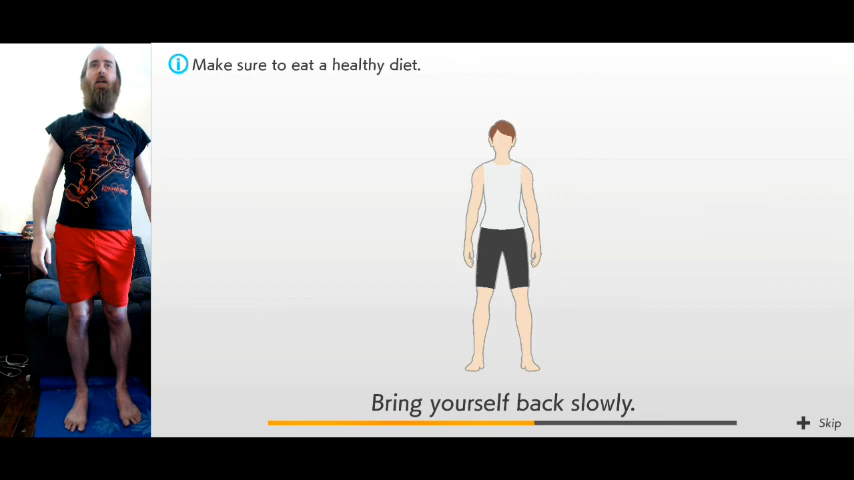 Make sure to eat a healthy diet.
Bring yourself back slowly.
Skip